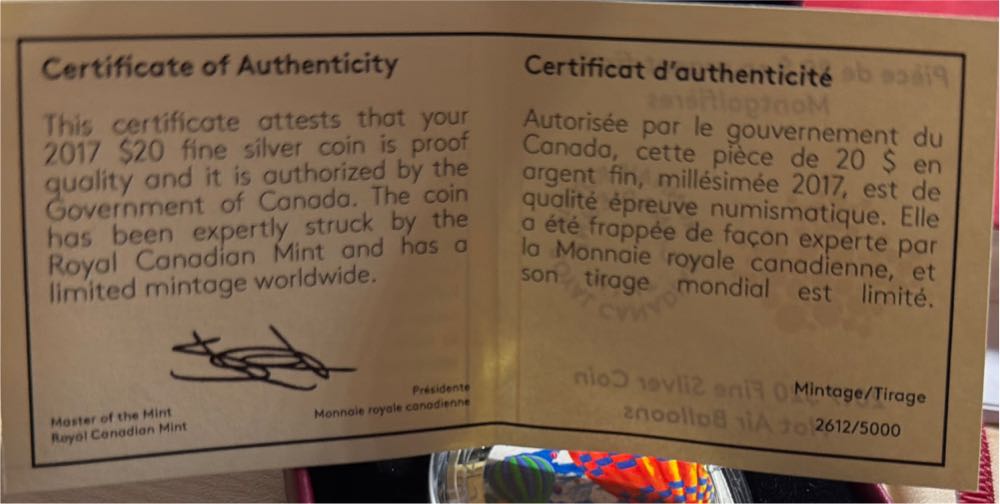 Certificate of Authenticity
This certificate attests that your
2017 $20 fine silver coin is proof
quality and it is authorized by the
Government of Canada. The coin
has been expertly struck by the
Royal Canadian Mint and has a
limited mintage worldwide.
Master of the Mint
Royal Canadian Mint
Présidente
Monnaie royale canadienne
Certificat d'authenticité
Autorisée par le gouvernement du
Canada, cette pièce de 20 $ en
argent fin, millésimée 2017, est de
qualité épreuve numismatique. Elle
a été frappée de façon experte par
la Monnaie royale canadienne, et
son tirage mondial est limité.
Mintage/Tirage
2612/5000